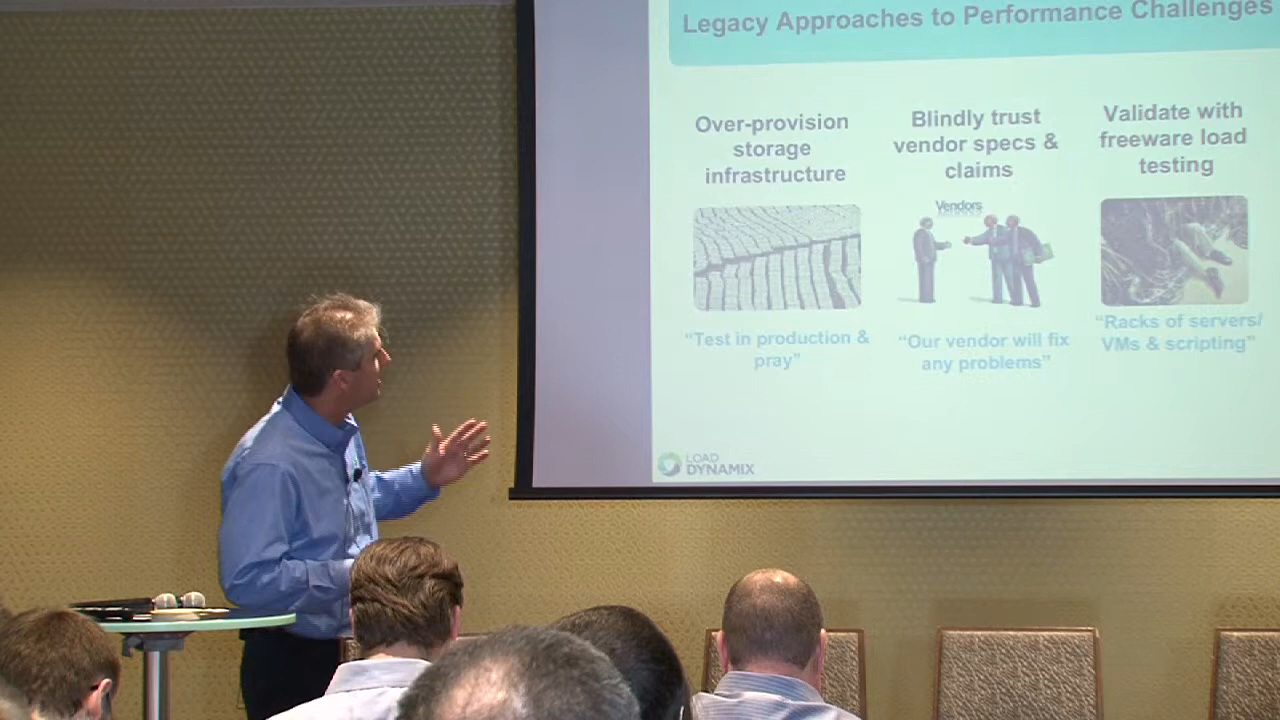 Legacy Approaches to Performance Challenges
Over-provision
storage
infrastructure
"Test in production &
pray"
Blindly trust
vendor specs &
claims
Vendors
"Our vendor will fix
any problems"
Validate with
freeware load
testing
"Racks of servers/
VMs & scripting"
LOAD
DYNAMIX